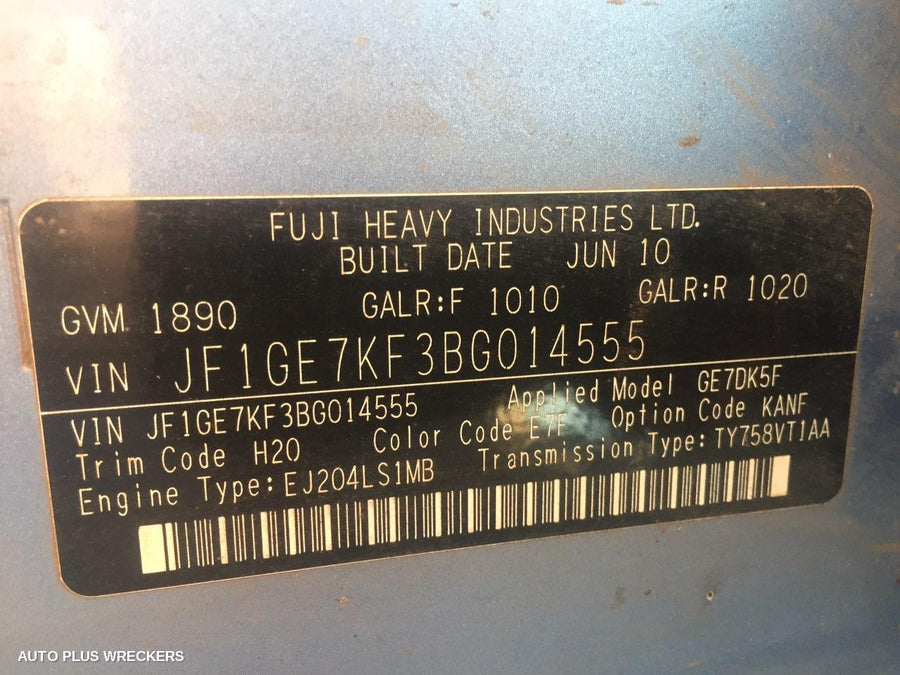 FUJI HEAVY INDUSTRIES LTD.
BUILT DATE JUN 10
GVM 1890 GALR:F 1010 GALR:R 1020
VIN JF1GE7KF3BG014555
VIN JF1GE7KF3BG014555 Applied Model GE7DK5F
Trim Code H20 Color Code E7F Option Code KANF
Engine Type: EJ204LS1MB Transmission Type: TY758VT1AA
AUTO PLUS WRECKERS